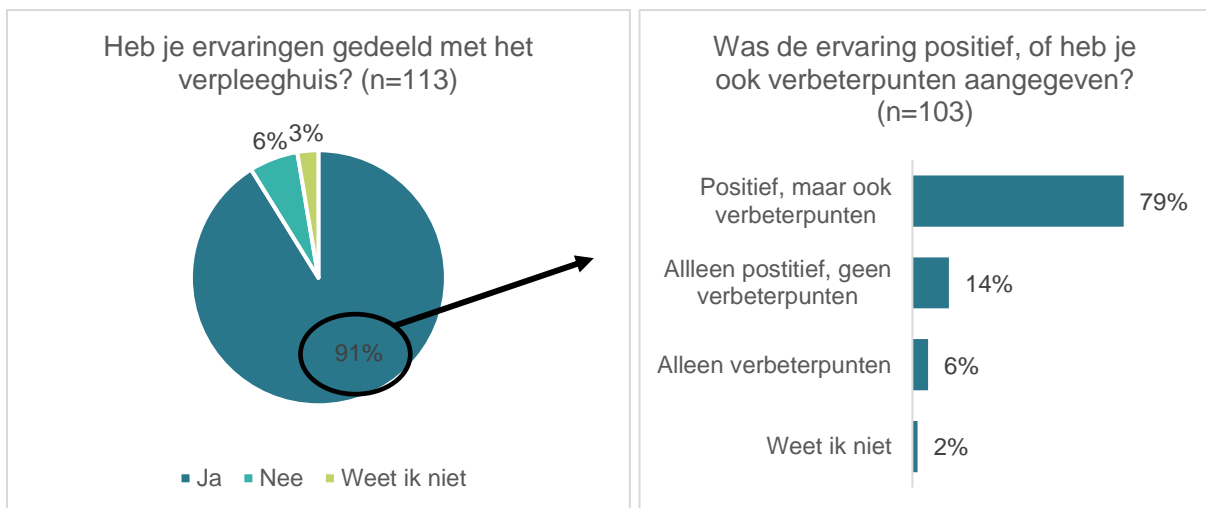 Heb je ervaringen gedeeld met het
verpleeghuis? (n=113)
6%
3%
91%
Ja
Nee
Weet ik niet
Was de ervaring positief, of heb je
ook verbeterpunten aangegeven?
(n=103)
Positief, maar ook
verbeterpunten
79%
Allleen postitief, geen
verbeterpunten
14%
Alleen verbeterpunten
6%
Weet ik niet
2%